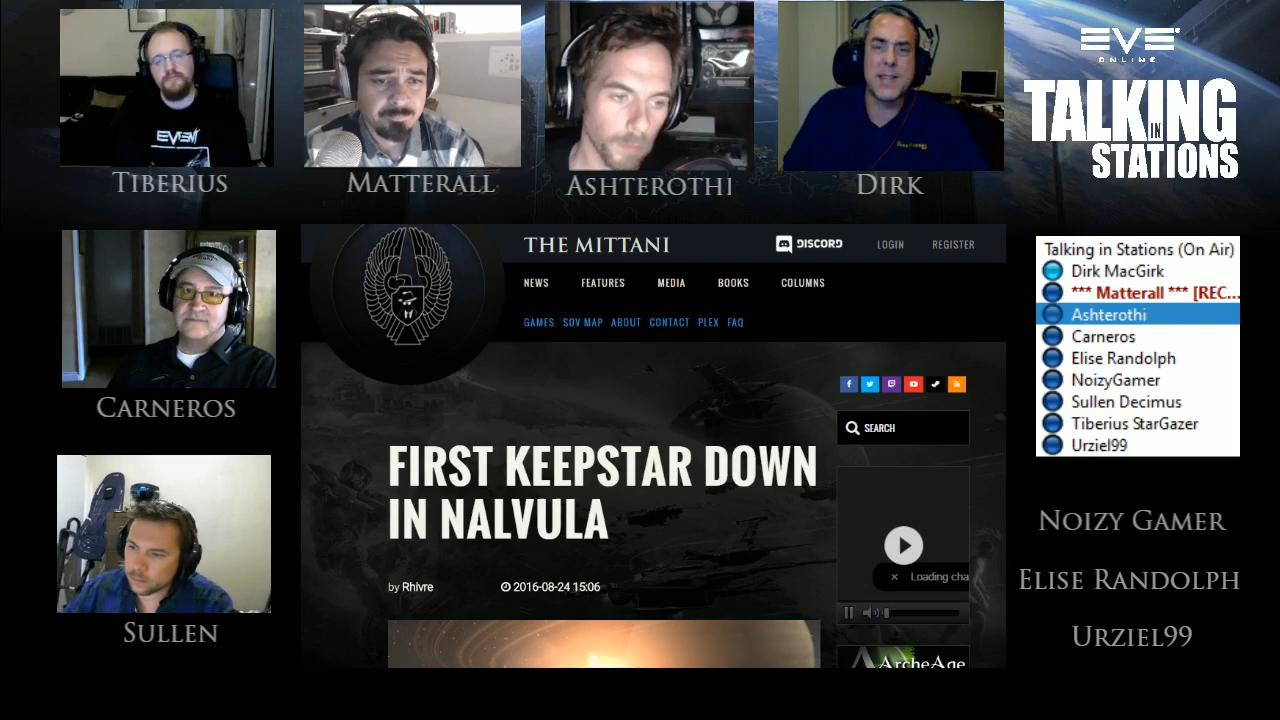 EVE
ONLINE
TALKING
IN
STATIONS
TIBERIUS
MATTERALL
ASHTEROTHI
DIRK
THE MITTANI
DISCORD
LOGIN
REGISTER
NEWS
FEATURES
MEDIA
BOOKS
COLUMNS
GAMES
SOV MAP
ABOUT
CONTACT
PLEX
FAQ
CARNEROS
SULLEN
SEARCH
FIRST KEEPSTAR DOWN
IN NALVULA
by Rhivre
2016-08-24 15:06
× Loading cha
ArcheAge
Talking in Stations (On Air)
Dirk MacGirk
*** Matterall *** [REC...
Ashterothi
Carneros
Elise Randolph
NoizyGamer
Sullen Decimus
Tiberius StarGazer
Urziel99
NOIZY GAMER
ELISE RANDOLPH
URZIEL99